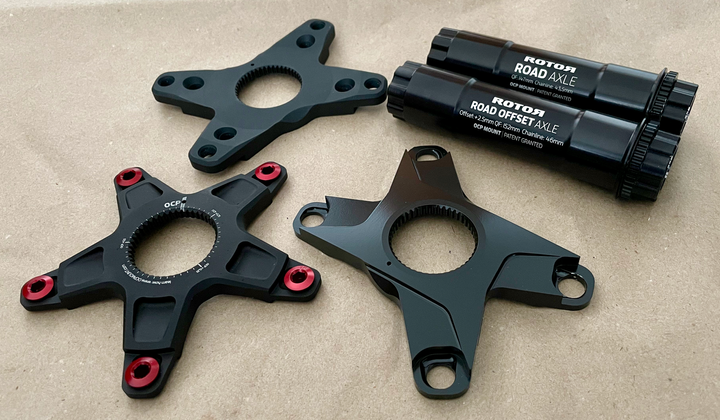 ROTOR
ROAD AXLE
QF 147mm Chainline: 43.5mm
OCP MOUNT | PATENT GRANTED
ROTOR
ROAD OFFSET AXLE
Offset +2.5mm QF 152mm Chainline: 46mm
OCP MOUNT | PATENT GRANTED
OCP